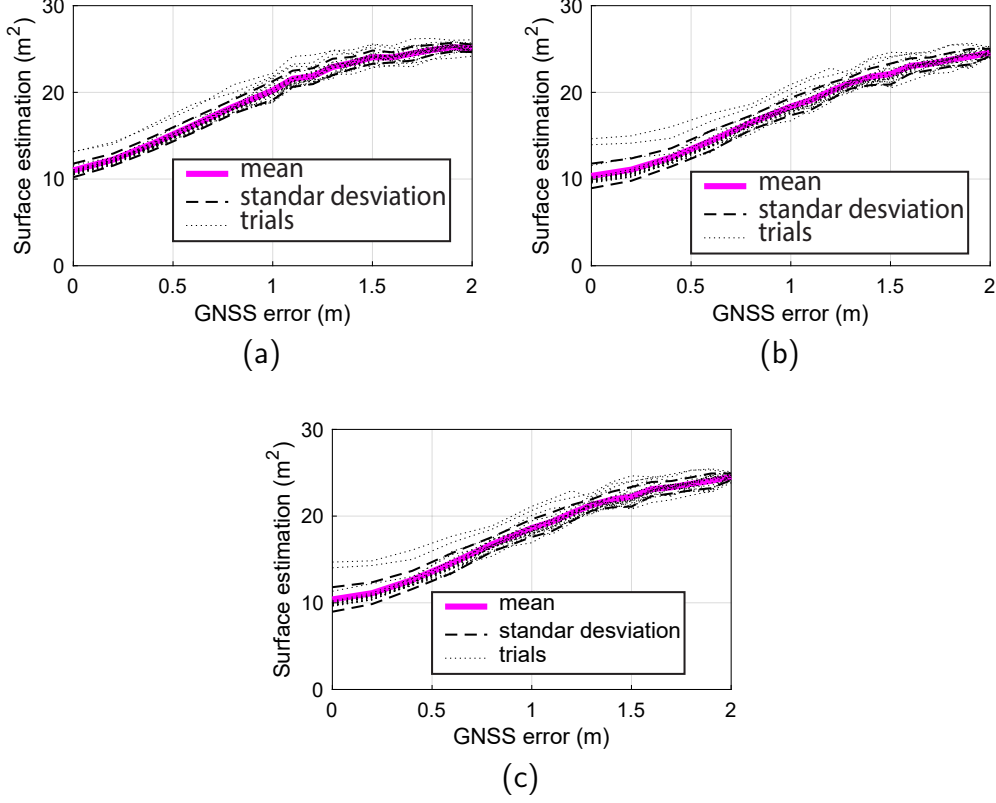 30
20
10
0
Surface estimation (m²)
mean
standar desviation
trials
0 0.5 1 1.5 2
GNSS error (m)
(a)
30
20
10
0
Surface estimation (m²)
mean
standar desviation
trials
0 0.5 1 1.5 2
GNSS error (m)
(b)
30
20
10
0
Surface estimation (m²)
mean
standar desviation
trials
0 0.5 1 1.5 2
GNSS error (m)
(c)